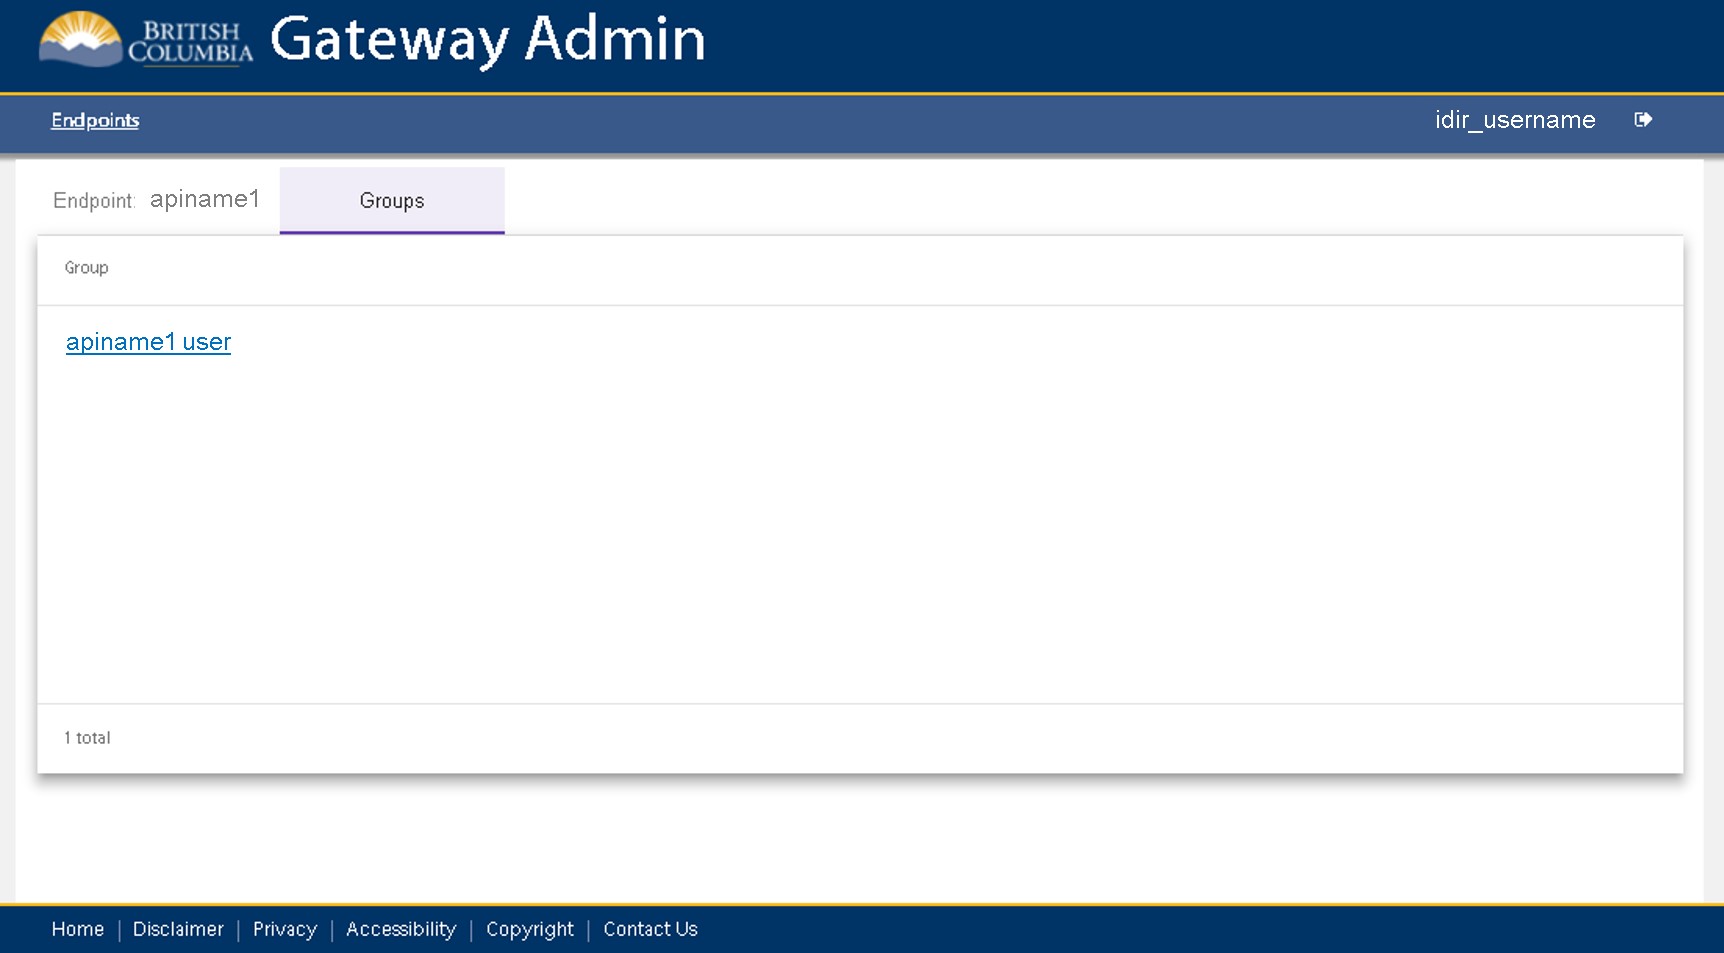 BRITISH
COLUMBIA
Gateway Admin
Endpoints
idir_username
Endpoint: apiname1
Groups
Group
apiname1 user
1 total
Home | Disclaimer | Privacy | Accessibility | Copyright | Contact Us